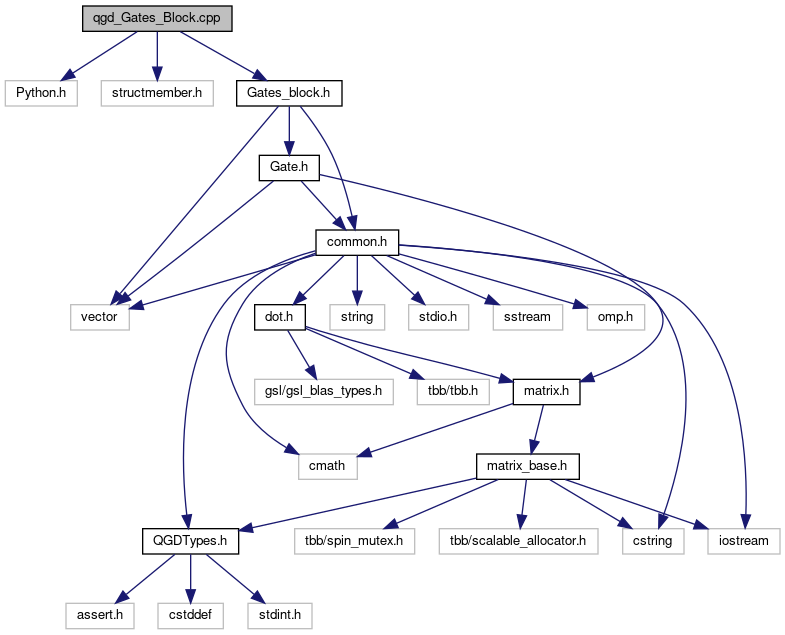 qgd_Gates_Block.cpp
Python.h
structmember.h
Gates_block.h
Gate.h
common.h
vector
dot.h
string
stdio.h
sstream
omp.h
gsl/gsl_blas_types.h
tbb/tbb.h
matrix.h
cmath
matrix_base.h
QGDTypes.h
tbb/spin_mutex.h
tbb/scalable_allocator.h
cstring
iostream
assert.h
cstddef
stdint.h